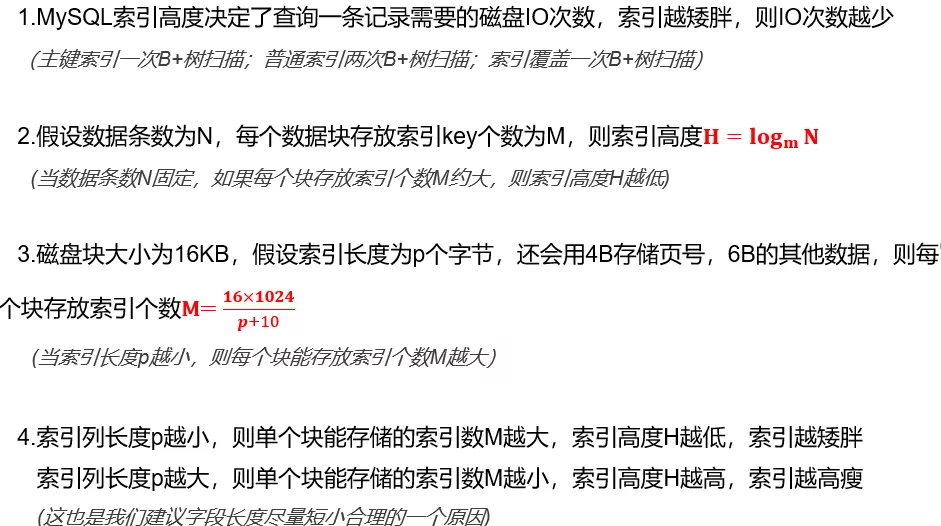 1.MySQL索引高度决定了查询一条记录需要的磁盘IO次数，索引越矮胖，则IO次数越少
(主键索引一次B+树扫描；普通索引两次B+树扫描；索引覆盖一次B+树扫描)
2.假设数据条数为N，每个数据块存放索引key个数为M，则索引高度H = logₘ N
(当数据条数N固定，如果每个块存放索引个数M约大，则索引高度H越低)
3.磁盘块大小为16KB，假设索引长度为p个字节，还会用4B存储页号，6B的其他数据，则每
个块存放索引个数M= 16×1024/p+10
(当索引长度p越小，则每个块能存放索引个数M越大)
4.索引列长度p越小，则单个块能存储的索引数M越大，索引高度H越低，索引越矮胖
索引列长度p越大，则单个块能存储的索引数M越小，索引高度H越高，索引越高瘦
(这也是我们建议字段长度尽量短小合理的一个原因)